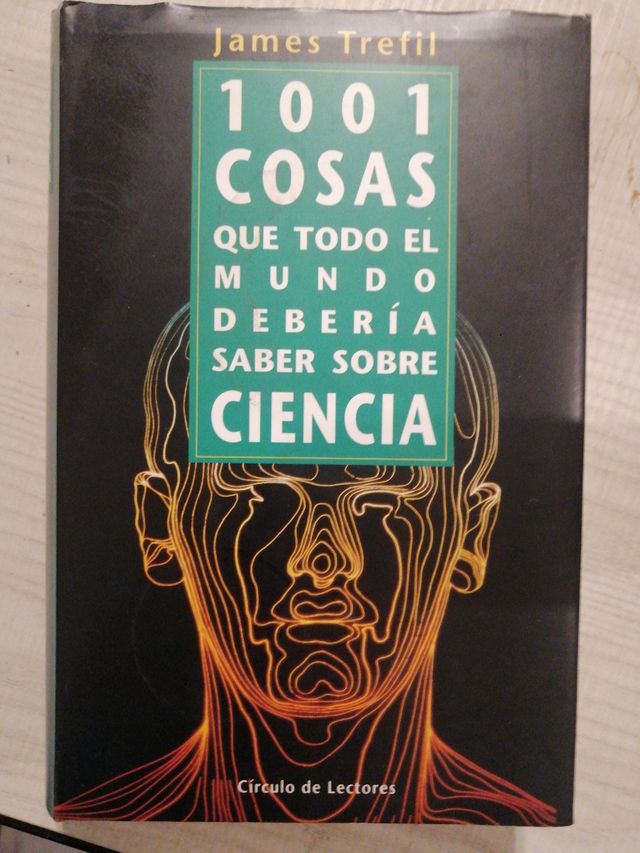 James Trefil
1001
COSAS
QUE TODO EL
MUNDO
DEBERÍA
SABER SOBRE
CIENCIA
Círculo de Lectores